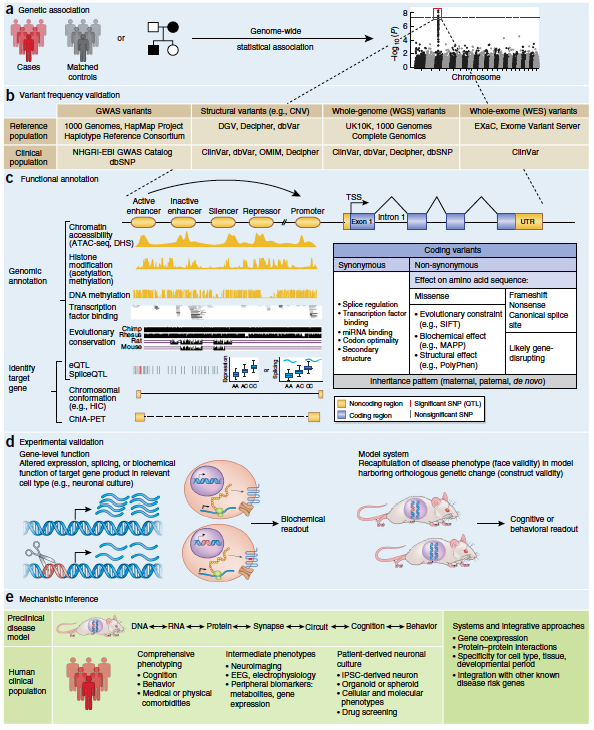 a Genetic association
Cases
Matched
controls
or
Genome-wide
statistical association
–log10(P)
8
6
4
2
0
Chromosome
b Variant frequency validation
GWAS variants
Structural variants (e.g., CNV)
Whole-genome (WGS) variants
Whole-exome (WES) variants
Reference
population
1000 Genomes, HapMap Project
Haplotype Reference Consortium
DGV, Decipher, dbVar
UK10K, 1000 Genomes
Complete Genomics
EXaC, Exome Variant Server
Clinical
population
NHGRI-EBI GWAS Catalog
dbSNP
ClinVar, dbVar, OMIM, Decipher
ClinVar, dbVar, Decipher, dbSNP
ClinVar
c Functional annotation
Active
enhancer
Inactive
enhancer
Silencer
Repressor
Promoter
TSS
Exon 1
Intron 1
UTR
Genomic
annotation
Chromatin
accessibility
(ATAC-seq, DHS)
Histone
modification
(acetylation,
methylation)
DNA methylation
Transcription
factor binding
Evolutionary
conservation
Chimp
Rhesus
Rat
Mouse
Identify
target
gene
eQTL
SpliceQTL
Expression
AA AC CC
or
Splicing
AA AC CC
Chromosomal
conformation
(e.g., HIC)
ChIA-PET
Coding variants
Synonymous
Non-synonymous
Effect on amino acid sequence:
• Splice regulation
• Transcription factor
binding
• miRNA binding
• Codon optimality
• Secondary
structure
Missense
• Evolutionary constraint
(e.g., SIFT)
• Biochemical effect
(e.g., MAPP)
• Structural effect
(e.g., PolyPhen)
Frameshift
Nonsense
Canonical splice
site
Likely gene-
disrupting
Inheritance pattern (maternal, paternal, de novo)
Noncoding region
Significant SNP (QTL)
Coding region
Nonsignificant SNP
d Experimental validation
Gene-level function
Altered expression, splicing, or biochemical
function of target gene product in relevant
cell type (e.g., neuronal culture)
Biochemical
readout
Model system
Recapitulation of disease phenotype (face validity) in model
harboring orthologous genetic change (construct validity)
Cognitive or
behavioral readout
e Mechanistic inference
Preclinical
disease
model
DNA
RNA
Protein
Synapse
Circuit
Cognition
Behavior
Human
clinical
population
Comprehensive
phenotyping
• Cognition
• Behavior
• Medical or physical
comorbidities
Intermediate phenotypes
• Neuroimaging
• EEG, electrophysiology
• Peripheral biomarkers:
metabolites, gene
expression
Patient-derived neuronal
culture
• IPSC-derived neuron
• Organoid or spheroid
• Cellular and molecular
phenotypes
• Drug screening
Systems and integrative approaches
• Gene coexpression
• Protein–protein interactions
• Specificity for cell type, tissue,
developmental period
• Integration with other known
disease risk genes